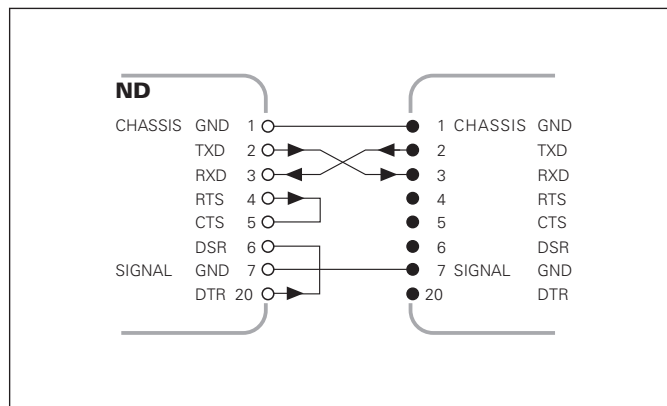 ND
CHASSIS GND 1 1 CHASSIS GND
TXD 2 2 TXD
RXD 3 3 RXD
RTS 4 4 RTS
CTS 5 5 CTS
DSR 6 6 DSR
SIGNAL GND 7 7 SIGNAL GND
DTR 20 20 DTR